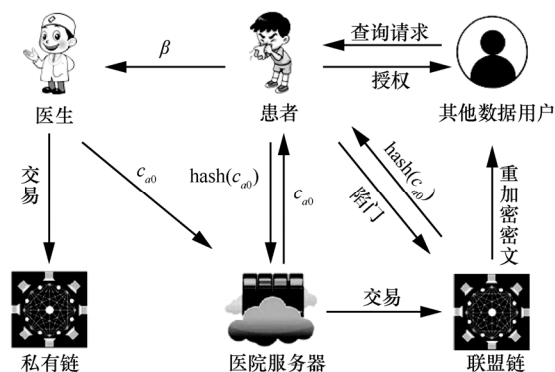 查询请求
β
授权
医生
患者
其他数据用户
交易
c_{a0}
hash(c_{a0})
c_{a0}
陷门
hash(c_{a0})
重加密密文
交易
私有链
医院服务器
联盟链